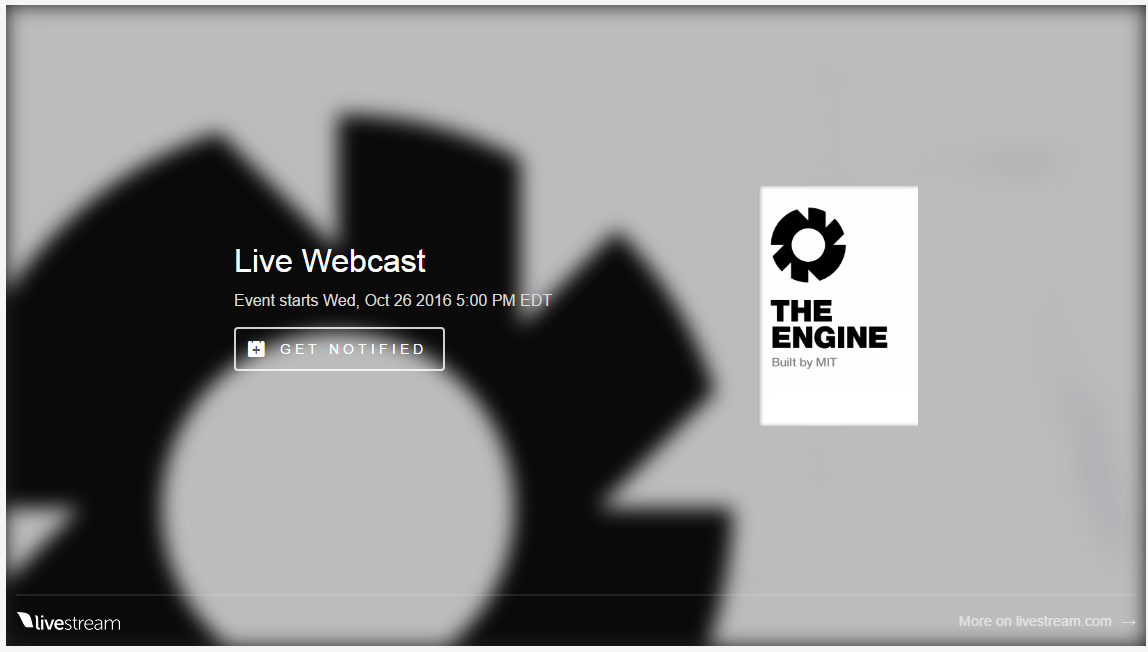 Live Webcast
Event starts Wed, Oct 26 2016 5:00 PM EDT
GET NOTIFIED
THE
ENGINE
Built by MIT
livestream
More on livestream.com →